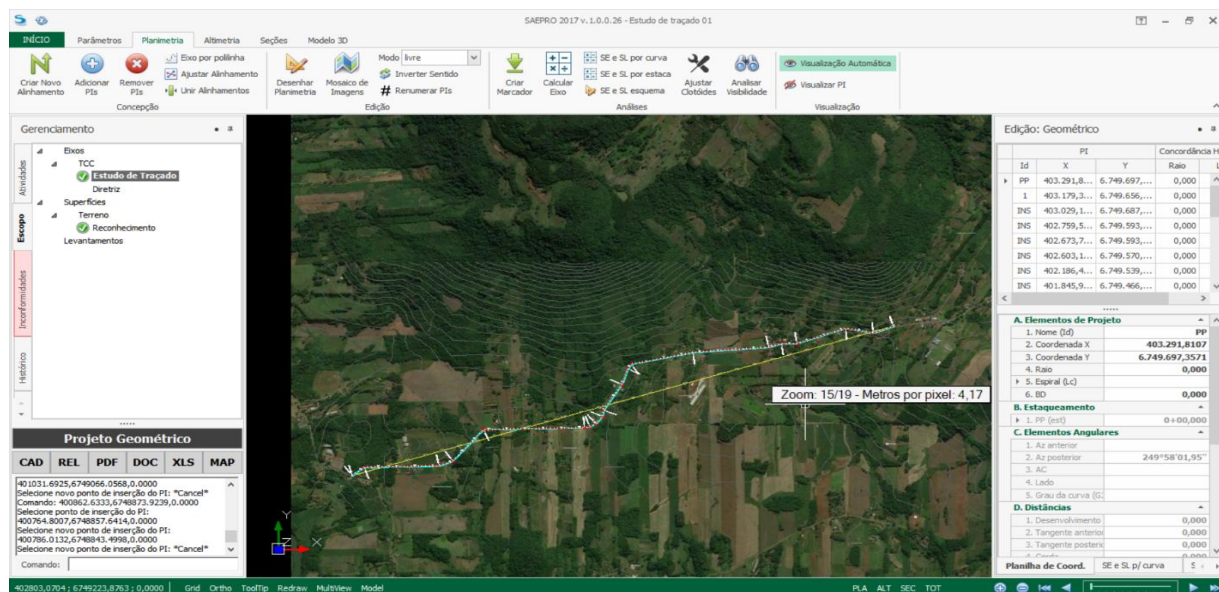 SAEPRO 2017 v.1.0.0.26 - Estudo de traçado 01
INÍCIO Parâmetros Planimetria Altimetria Seções Modelo 3D
Criar Novo Alinhamento
Adicionar PIs
Remover PIs
Eixo por polilinha
Ajustar Alinhamento
Unir Alinhamentos
Concepção
Desenhar Planimetria
Mosaico de Imagens
Modo livre
Inverter Sentido
# Renumerar PIs
Edição
Criar Marcador
Calcular Eixo
SE e SL por curva
SE e SL por estaca
SE e SL esquema
Ajustar Clotóides
Analisar Visibilidade
Análises
Visualização Automática
Visualizar PI
Visualização
Gerenciamento
Atividades
Escopo
Inconformidades
Histórico
Eixos
TCC
Estudo de Traçado
Diretriz
Superfícies
Terreno
Reconhecimento
Levantamentos
Projeto Geométrico
CAD REL PDF DOC XLS MAP
401031.6925,6749066.0568,0.0000
Selecione novo ponto de inserção do PI: *Cancel*
Comando: 400862.6333,6748873.9239,0.0000
Selecione ponto de inserção do PI:
400764.8007,6748857.6414,0.0000
Selecione novo ponto de inserção do PI:
400786.0132,6748843.4998,0.0000
Selecione novo ponto de inserção do PI: *Cancel*
Comando:
Zoom: 15/19 - Metros por pixel: 4,17
Y
Z
X
Edição: Geométrico
PI Concordância H
Id X Y Raio L
PP 403.291,8... 6.749.697,... 0,000
1 403.179,3... 6.749.656,... 0,000
INS 403.029,1... 6.749.687,... 0,000
INS 402.759,5... 6.749.593,... 0,000
INS 402.673,7... 6.749.593,... 0,000
INS 402.603,1... 6.749.570,... 0,000
INS 402.186,4... 6.749.539,... 0,000
INS 401.845,9... 6.749.466,... 0,000
A. Elementos de Projeto
1. Nome (Id) PP
2. Coordenada X 403.291,8107
3. Coordenada Y 6.749.697,3571
4. Raio 0,000
5. Espiral (Lc)
6. BD 0,000
B. Estaqueamento
1. PP (est) 0+00,000
C. Elementos Angulares
1. Az anterior
2. Az posterior 249°58'01,95''
3. AC
4. Lado
5. Grau da curva (G
D. Distâncias
1. Desenvolvimento 0,000
2. Tangente anterior 0,000
3. Tangente posteri 0,000
4. Corda 0,000
Planilha de Coord. SE e SL p/ curva S
402803,0704 ; 6749223,8763 ; 0,0000 Grid Ortho ToolTip Redraw MultiView Model PLA ALT SEC TOT